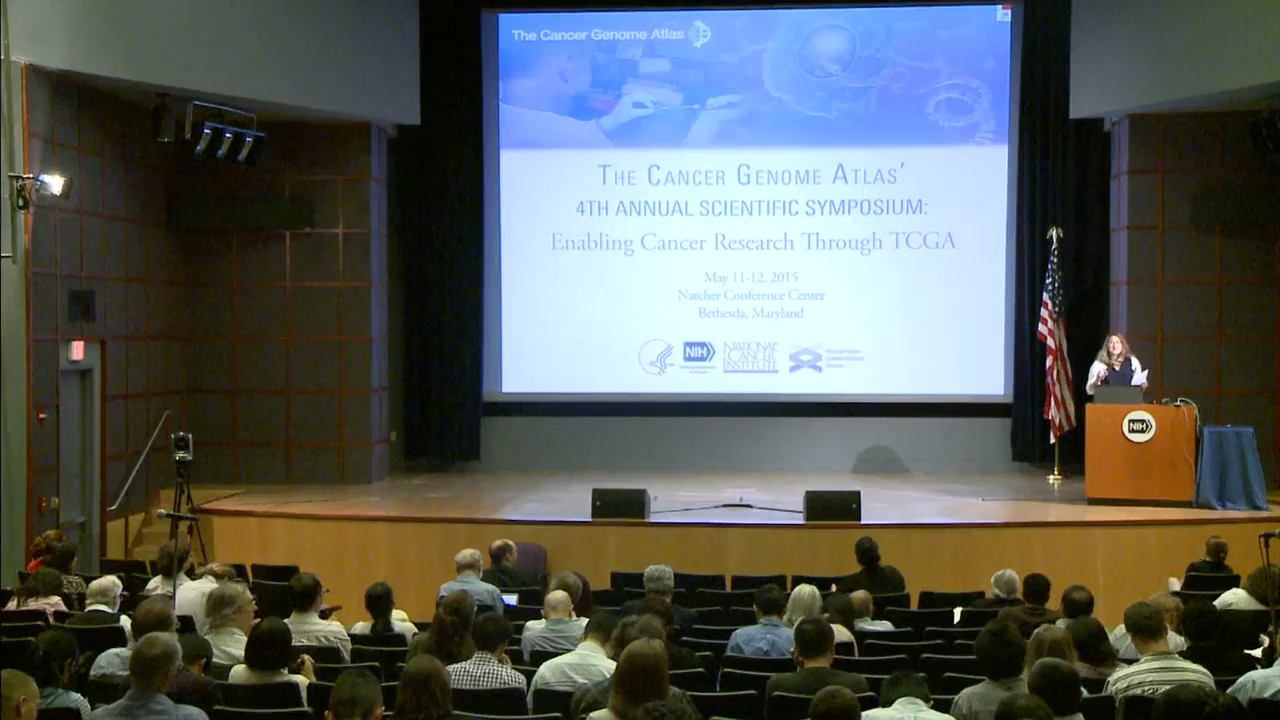 The Cancer Genome Atlas
THE CANCER GENOME ATLAS'
4TH ANNUAL SCIENTIFIC SYMPOSIUM:
Enabling Cancer Research Through TCGA
May 11-12, 2015
Natcher Conference Center
Bethesda, Maryland
NIH
NATIONAL
CANCER
INSTITUTE
NIH